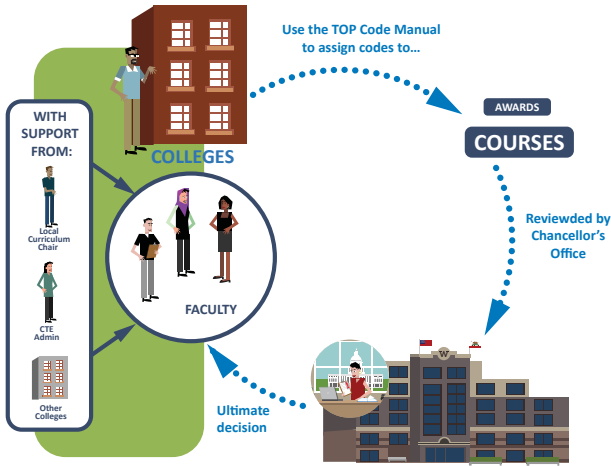 Use the TOP Code Manual
to assign codes to...
WITH
SUPPORT
FROM:
Local
Curriculum
Chair
CTE
Admin
Other
Colleges
COLLEGES
FACULTY
AWARDS
COURSES
Reviewded by
Chancellor's
Office
W
Ultimate
decision